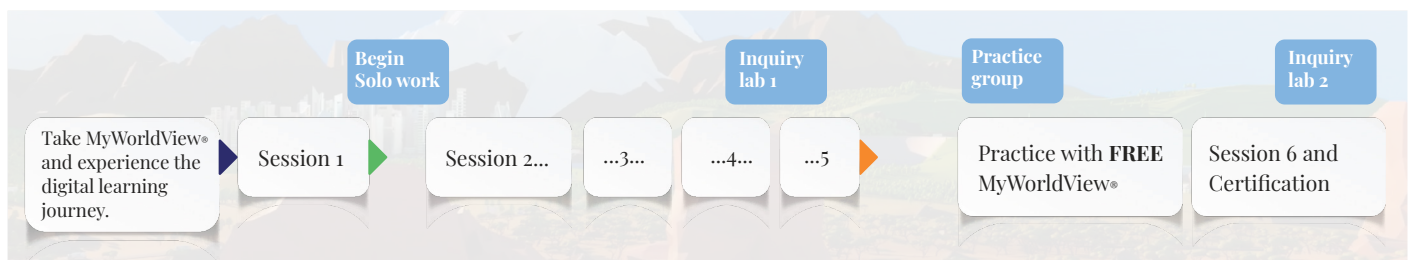 Begin
Solo work
Inquiry
lab 1
Practice
group
Inquiry
lab 2
Take MyWorldView®
and experience the
digital learning
journey.
Session 1
Session 2...
...3...
...4...
...5
Practice with FREE
MyWorldView®
Session 6 and
Certification